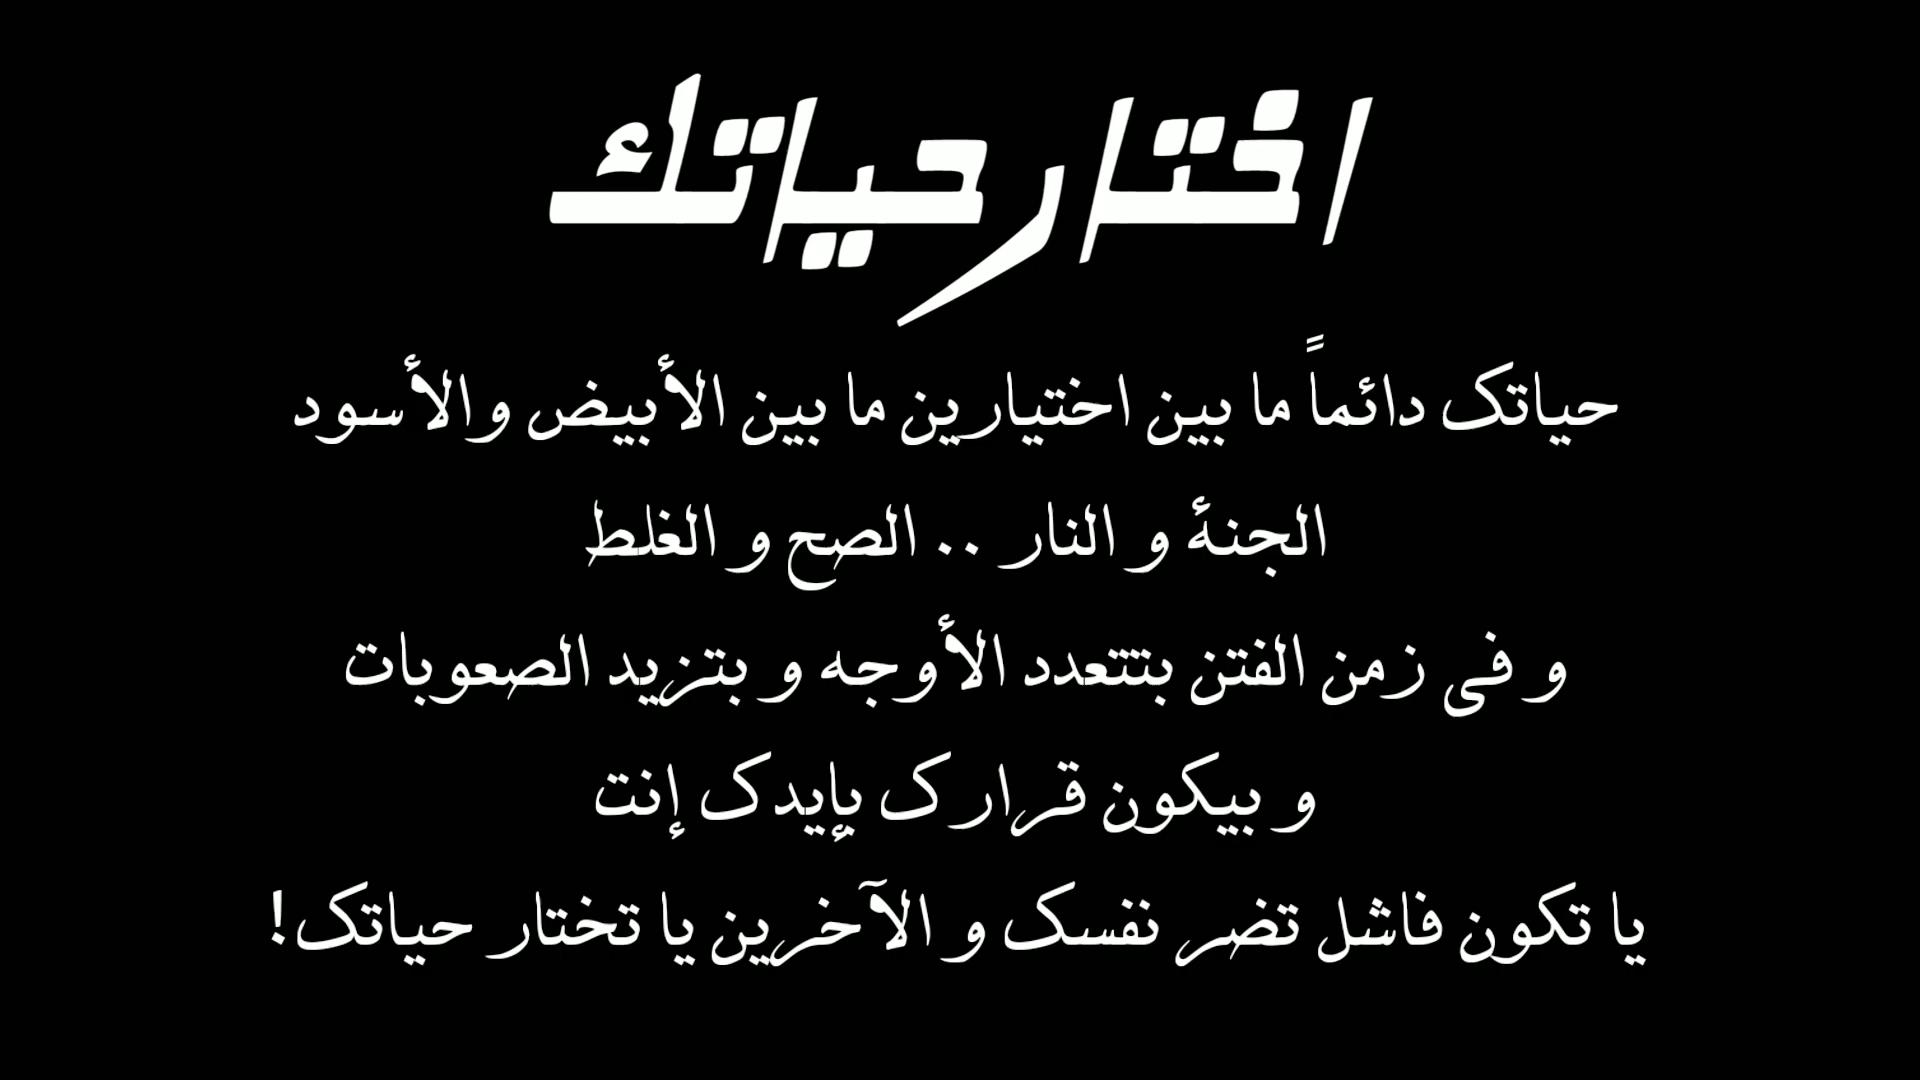 اختار حياتك
حياتك دائماً ما بين اختيارين ما بين الأبيض والأسود
الجنة و النار .. الصح و الغلط
و فى زمن الفتن بتتعدد الأوجه و بتزيد الصعوبات
و بيكون قرارك بإيدك إنت
يا تكون فاشل تضر نفسك و الآخرين يا تختار حياتك!